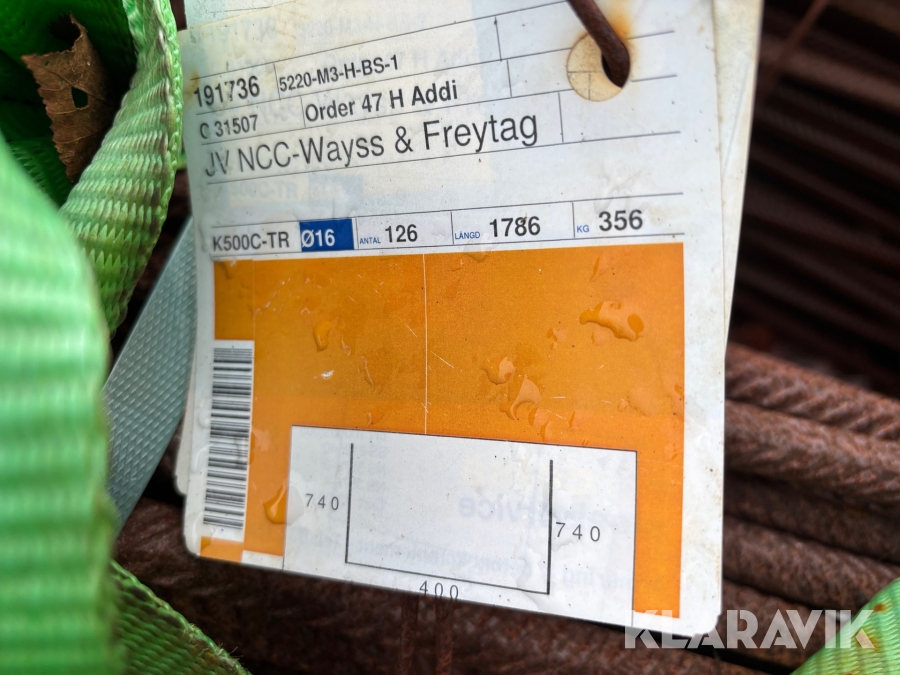 191736 5220-M3-H-BS-1
C 31507 Order 47 H Addi
JV NCC-Wayss & Freytag
K500C-TR Ø16 ANTAL 126 LÄNGD 1786 KG 356
740 740
400
KLARAVIK